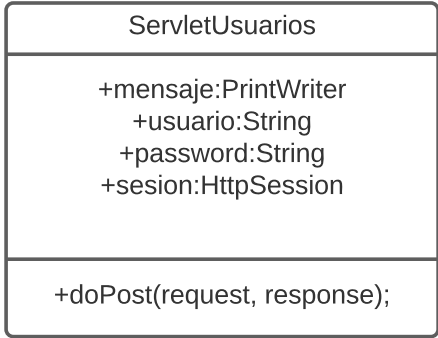 ServletUsuarios
+mensaje:PrintWriter
+usuario:String
+password:String
+sesion:HttpSession
+doPost(request, response);